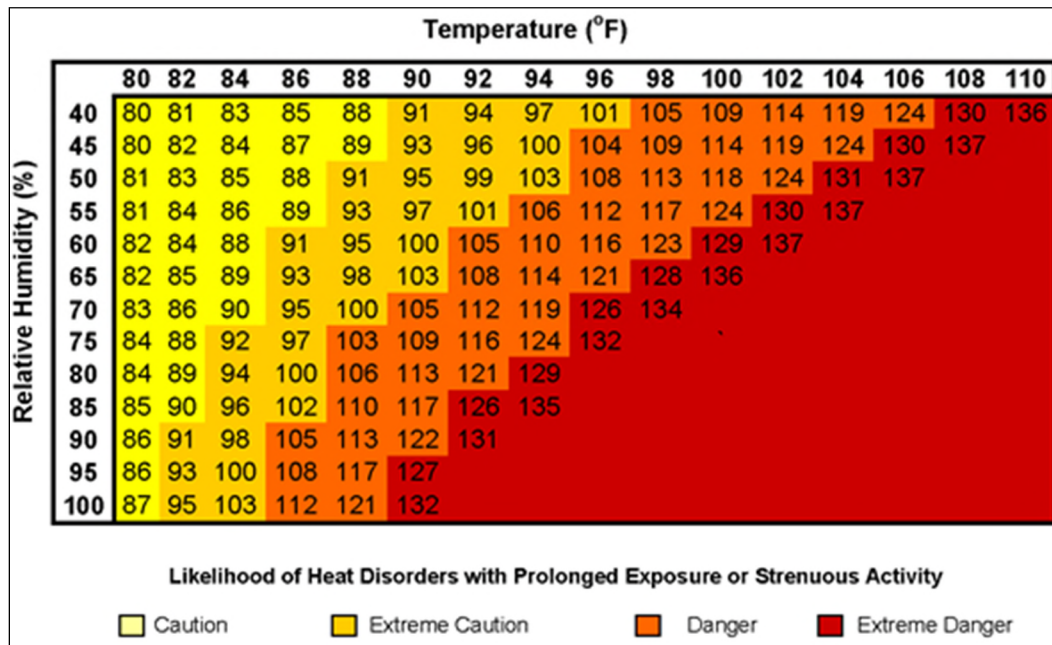 Temperature (°F)
80 82 84 86 88 90 92 94 96 98 100 102 104 106 108 110
Relative Humidity (%)
40 80 81 83 85 88 91 94 97 101 105 109 114 119 124 130 136
45 80 82 84 87 89 93 96 100 104 109 114 119 124 130 137
50 81 83 85 88 91 95 99 103 108 113 118 124 131 137
55 81 84 86 89 93 97 101 106 112 117 124 130 137
60 82 84 88 91 95 100 105 110 116 123 129 137
65 82 85 89 93 98 103 108 114 121 128 136
70 83 86 90 95 100 105 112 119 126 134
75 84 88 92 97 103 109 116 124 132
80 84 89 94 100 106 113 121 129
85 85 90 96 102 110 117 126 135
90 86 91 98 105 113 122 131
95 86 93 100 108 117 127
100 87 95 103 112 121 132
Likelihood of Heat Disorders with Prolonged Exposure or Strenuous Activity
Caution Extreme Caution Danger Extreme Danger